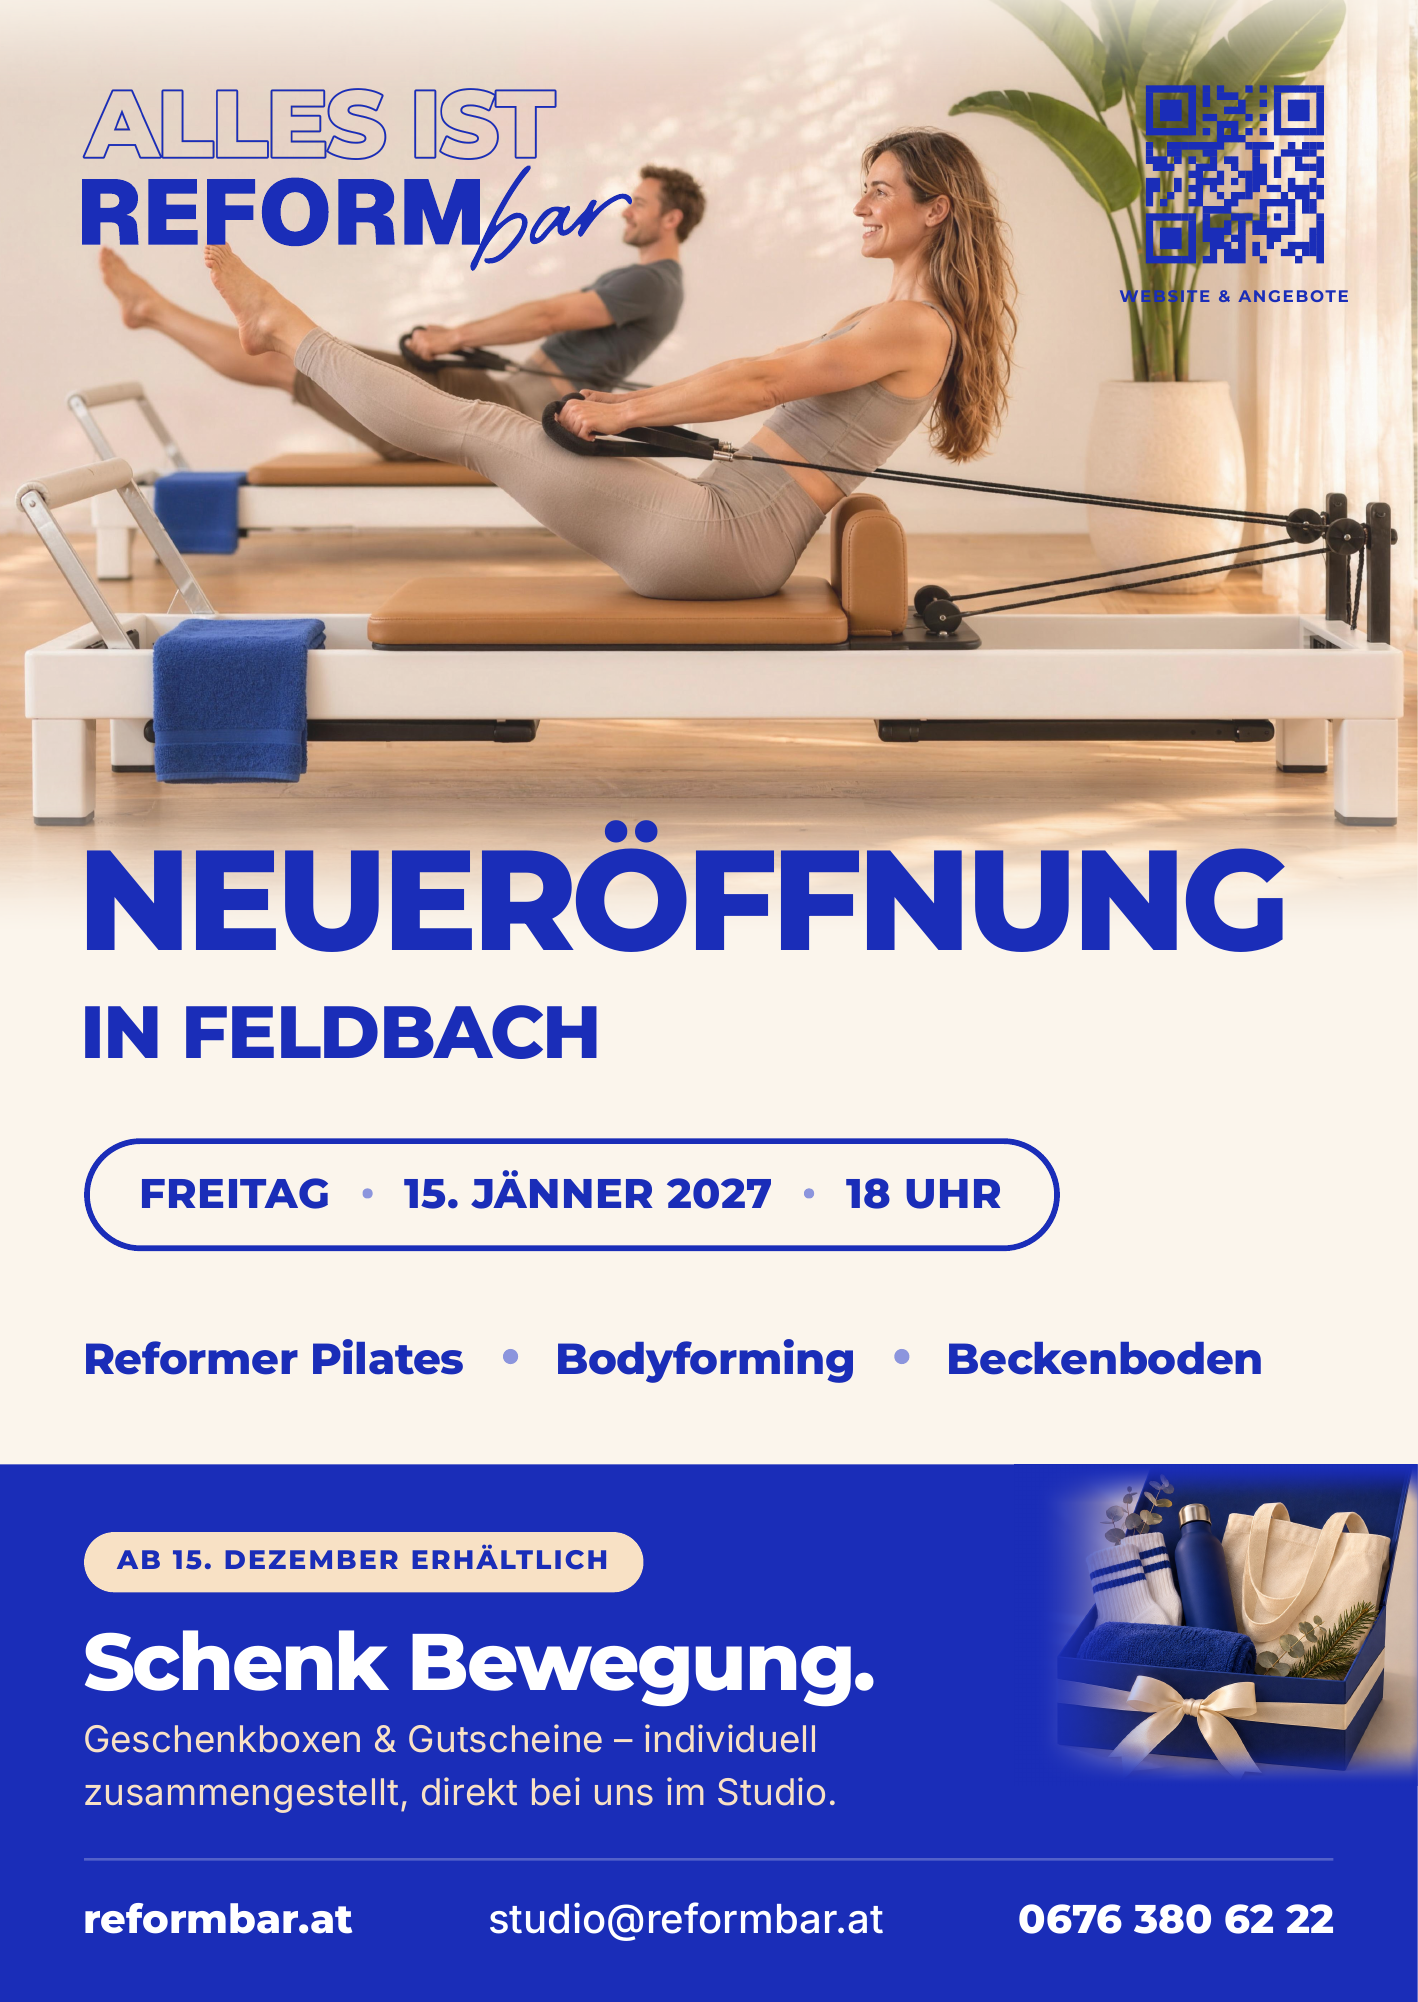 ALLES IST
REFORMbar
WEBSITE & ANGEBOTE
NEUERÖFFNUNG
IN FELDBACH
FREITAG • 15. JÄNNER 2027 • 18 UHR
Reformer Pilates • Bodyforming • Beckenboden
AB 15. DEZEMBER ERHÄLTLICH
Schenk Bewegung.
Geschenkboxen & Gutscheine – individuell
zusammengestellt, direkt bei uns im Studio.
reformbar.at studio@reformbar.at 0676 380 62 22